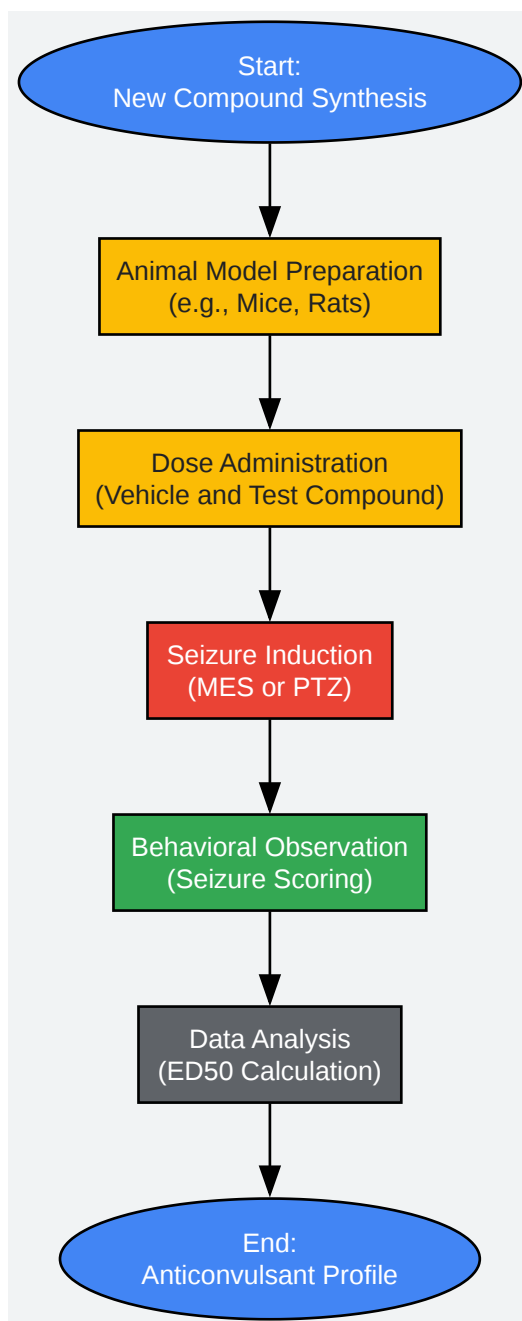 Start:
New Compound Synthesis
Animal Model Preparation
(e.g., Mice, Rats)
Dose Administration
(Vehicle and Test Compound)
Seizure Induction
(MES or PTZ)
Behavioral Observation
(Seizure Scoring)
Data Analysis
(ED50 Calculation)
End:
Anticonvulsant Profile